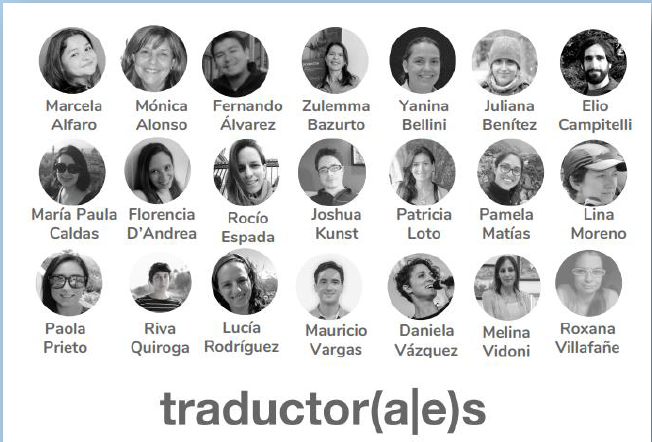 Marcela Mónica Fernando Zulemma Yanina Juliana Elio
Alfaro Alonso Álvarez Bazurto Bellini Benítez Campitelli
María Paula Florencia Rocío Joshua Patricia Pamela Lina
Caldas D'Andrea Espada Kunst Loto Matías Moreno
Paola Riva Lucía Mauricio Daniela Melina Roxana
Prieto Quiroga Rodríguez Vargas Vázquez Vidoni Villafañe
traductor(a|e)s